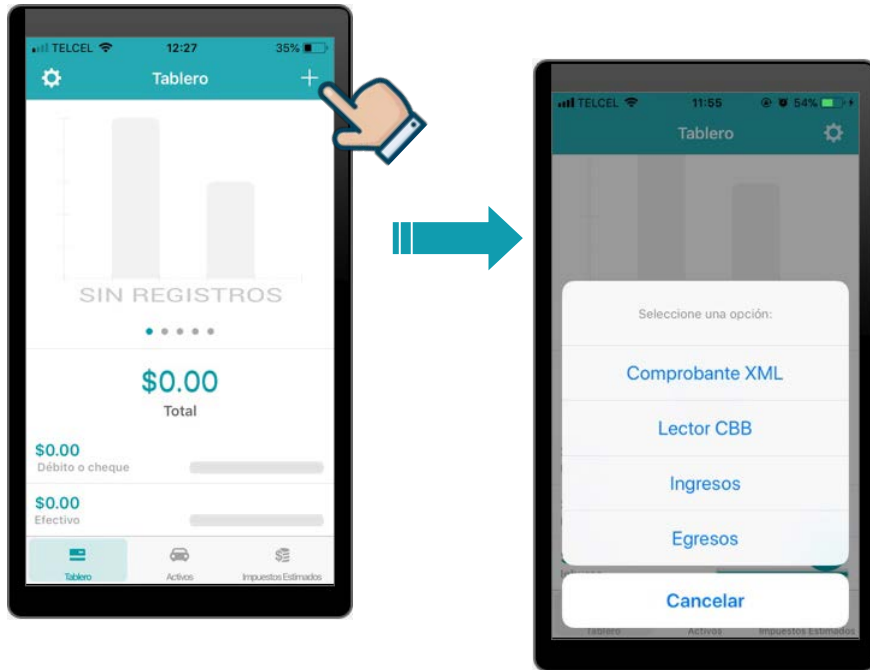 TELCEL 12:27 35%
Tablero
SIN REGISTROS
$0.00
Total
$0.00
Débito o cheque
$0.00
Efectivo
Tablero Activos Impuestos Estimados
TELCEL 11:55 54%
Tablero
Seleccione una opción:
Comprobante XML
Lector CBB
Ingresos
Egresos
Cancelar
Tablero Activos Impuestos Estimados